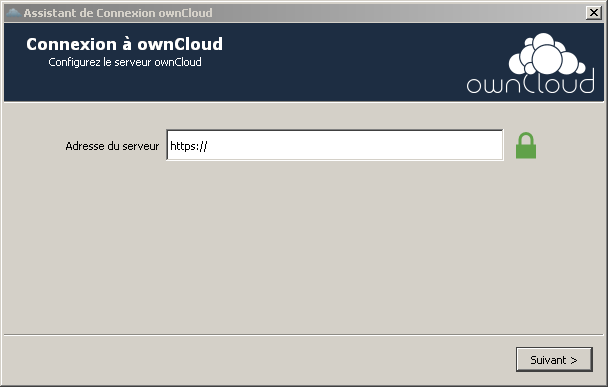 Assistant de Connexion ownCloud
Connexion à ownCloud
Configurez le serveur ownCloud
ownCloud
Adresse du serveur
https://
Suivant >